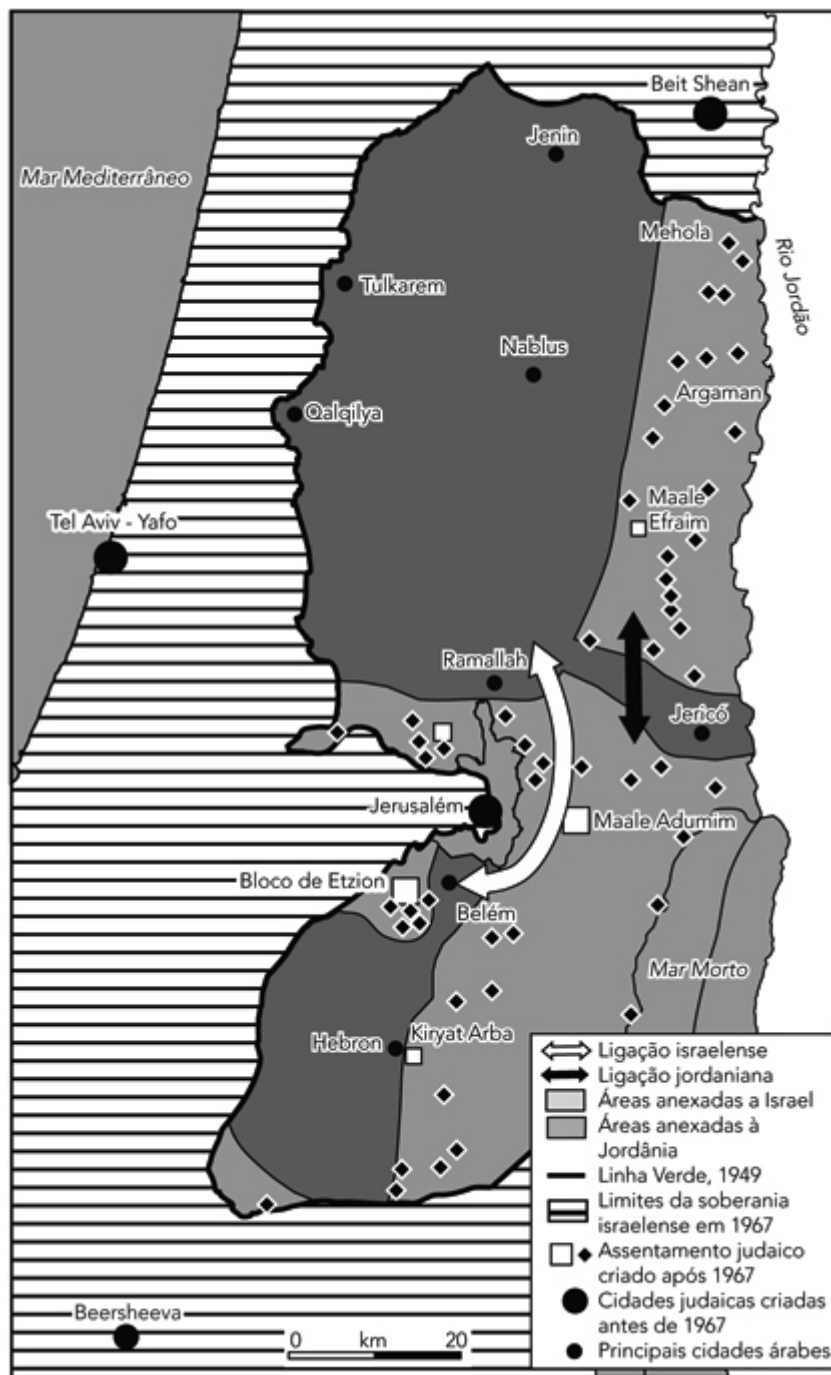 Beit Shean
Jenin
Mar Mediterrâneo
Mehola
Rio Jordão
Tulkarem
Nablus
Qalqilya
Argaman
Maale
Efraim
Tel Aviv - Yafo
Ramallah
Jericó
Jerusalém
Maale Adumim
Bloco de Etzion
Belém
Mar Morto
Hebron
Kiryat Arba
Beersheeva
0 km 20
Ligação israelense
Ligação jordaniana
Áreas anexadas a Israel
Áreas anexadas à
Jordânia
Linha Verde, 1949
Limites da soberania
israelense em 1967
Assentamento judaico
criado após 1967
Cidades judaicas criadas
antes de 1967
Principais cidades árabes